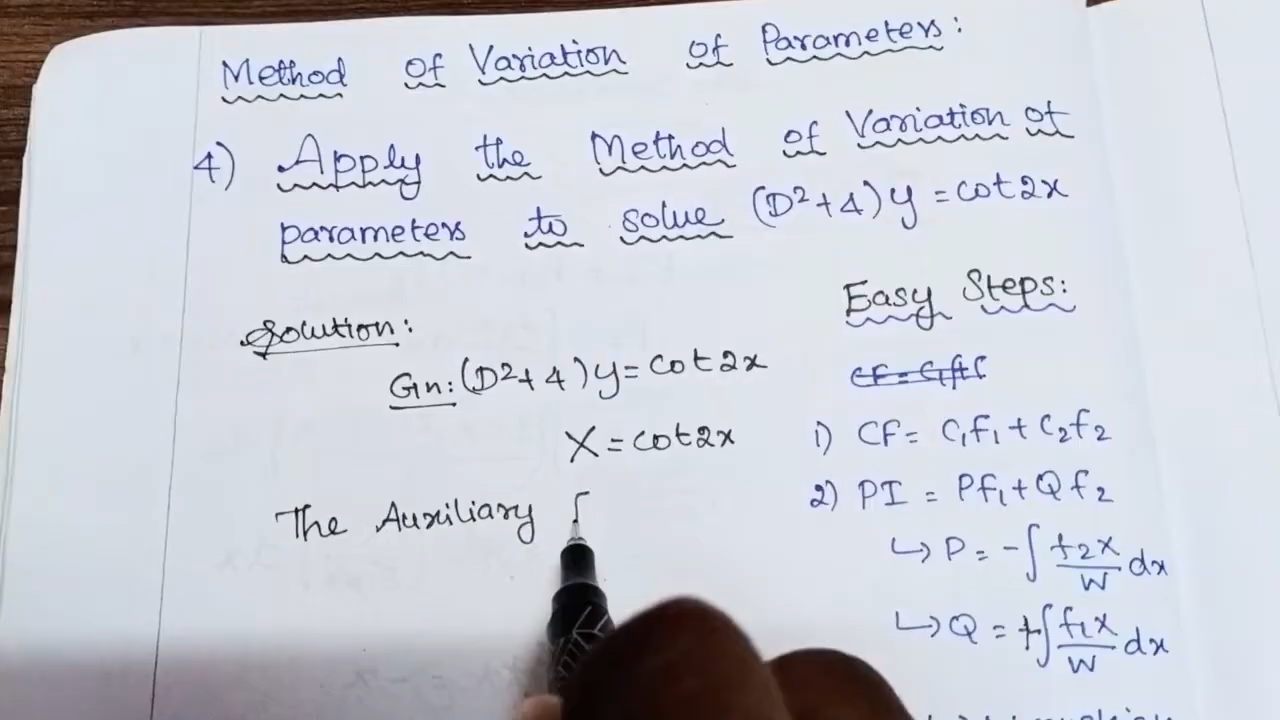 Method of Variation of Parameters:
4) Apply the Method of Variation of
parameters to solve (D²+4)y = cot2x
Solution:
Gn: (D²+4)y = cot2x
X = cot2x
The Auxiliary
Easy Steps:
1) CF = C₁f₁ + C₂f₂
2) PI = Pf₁ + Qf₂
↳ P = -∫ f₂X/W dx
↳ Q = +∫ f₁X/W dx